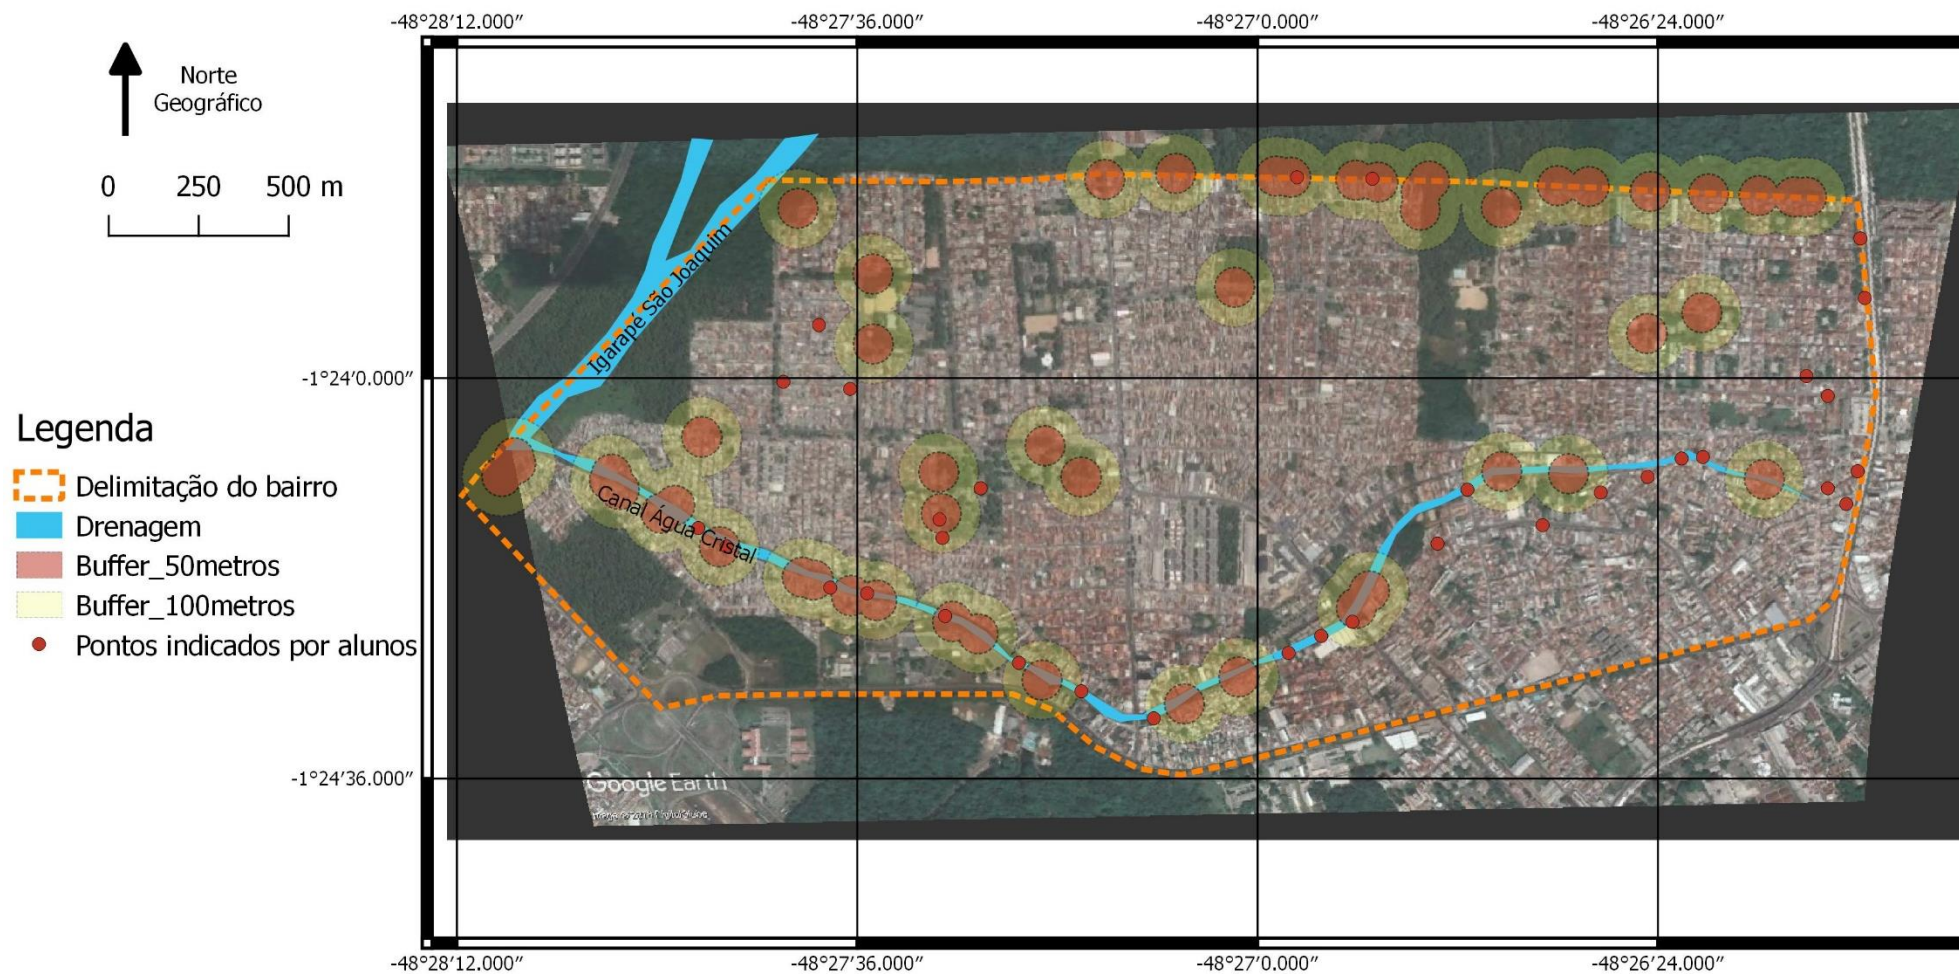 -48°28′12.000″ -48°27′36.000″ -48°27′0.000″ -48°26′24.000″
Norte
Geográfico
0 250 500 m
Igarapé São Joaquim
-1°24′0.000″
Legenda
Delimitação do bairro
Drenagem
Buffer_50metros
Buffer_100metros
Pontos indicados por alunos
Canal Água Cristal
-1°24′36.000″
Google Earth
-48°28′12.000″ -48°27′36.000″ -48°27′0.000″ -48°26′24.000″